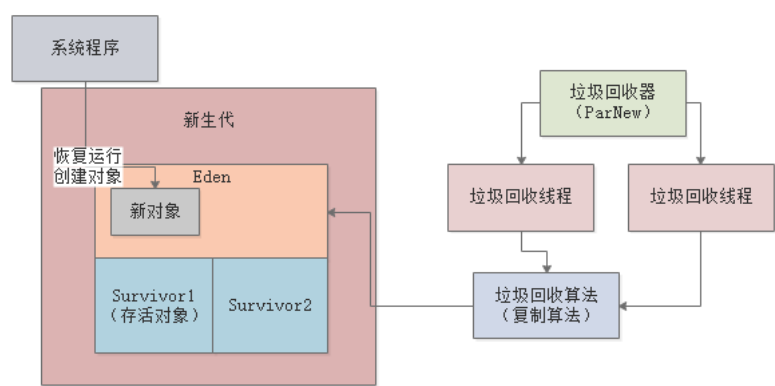 系统程序
新生代
恢复运行
创建对象
Eden
新对象
Survivor1
（存活对象）
Survivor2
垃圾回收器
（ParNew）
垃圾回收线程
垃圾回收线程
垃圾回收算法
（复制算法）